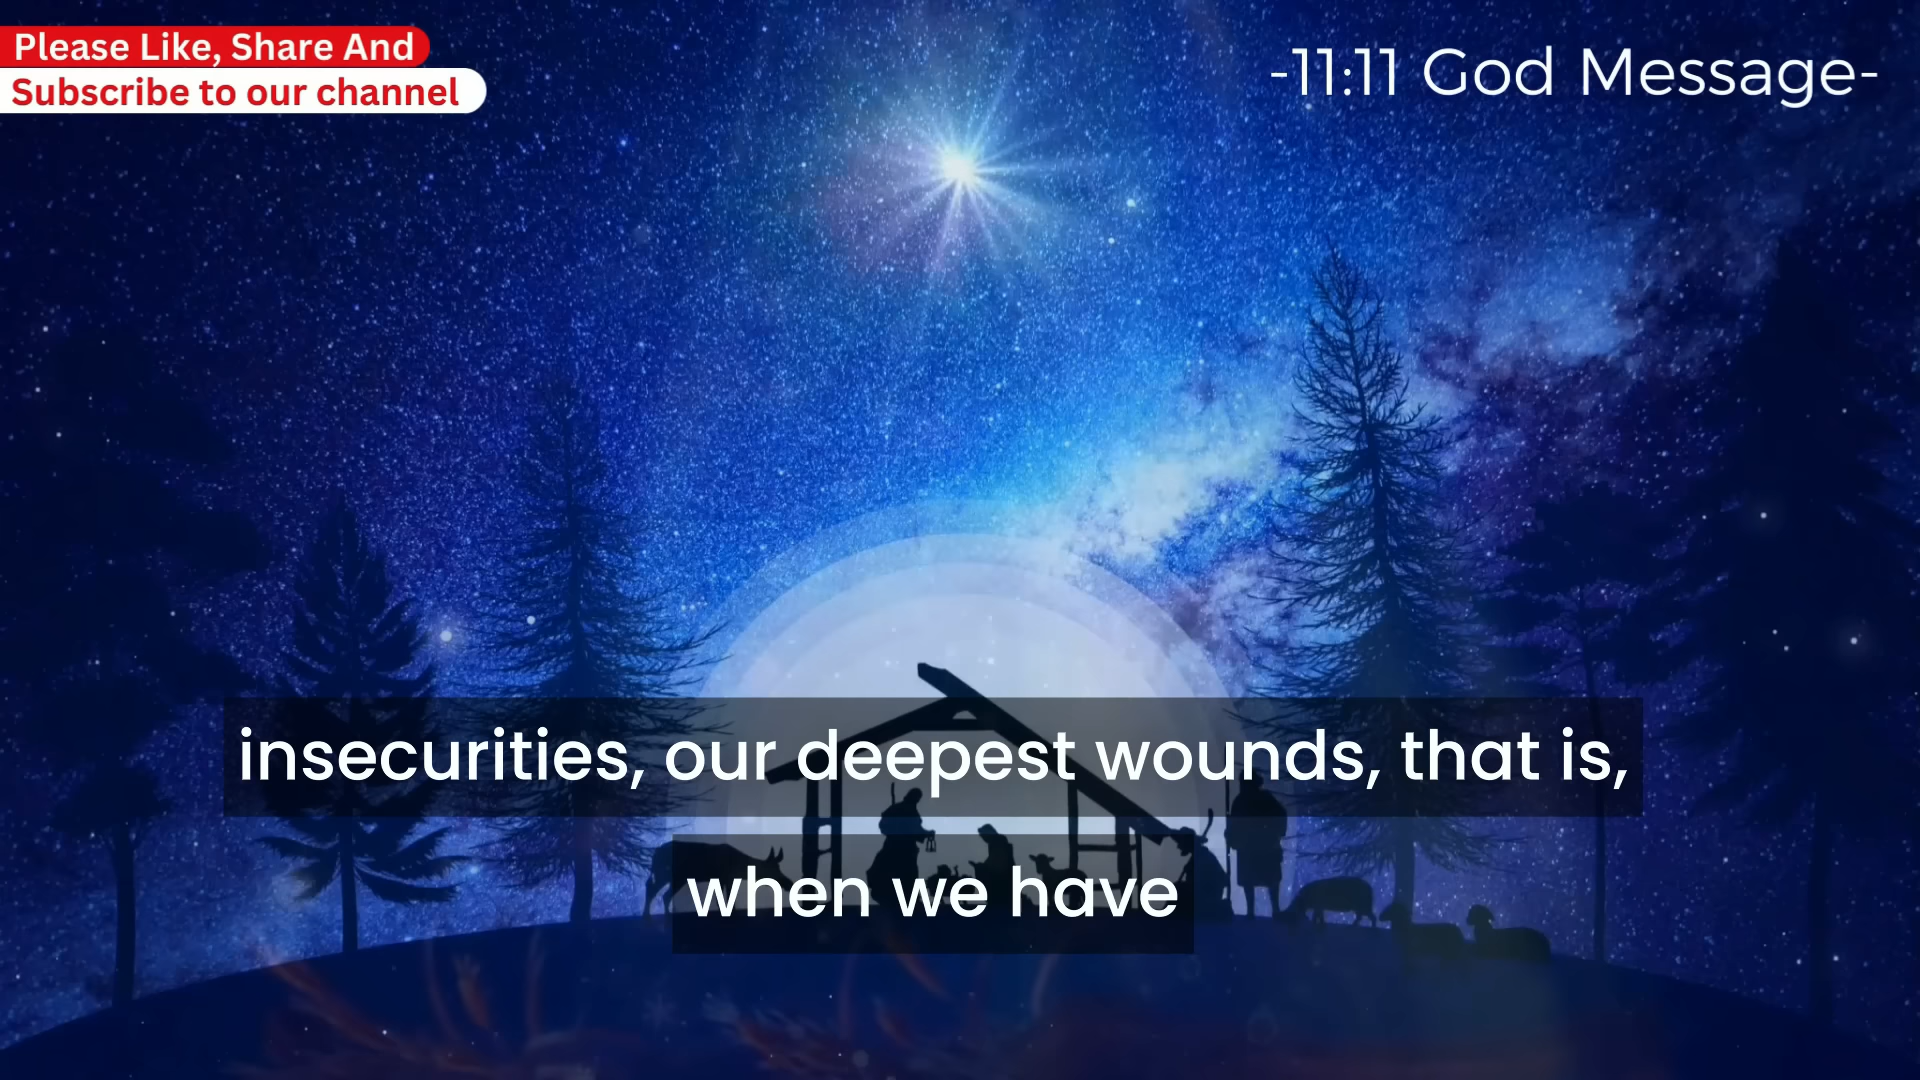 Please Like, Share And
Subscribe to our channel
-11:11 God Message-
insecurities, our deepest wounds, that is,
when we have